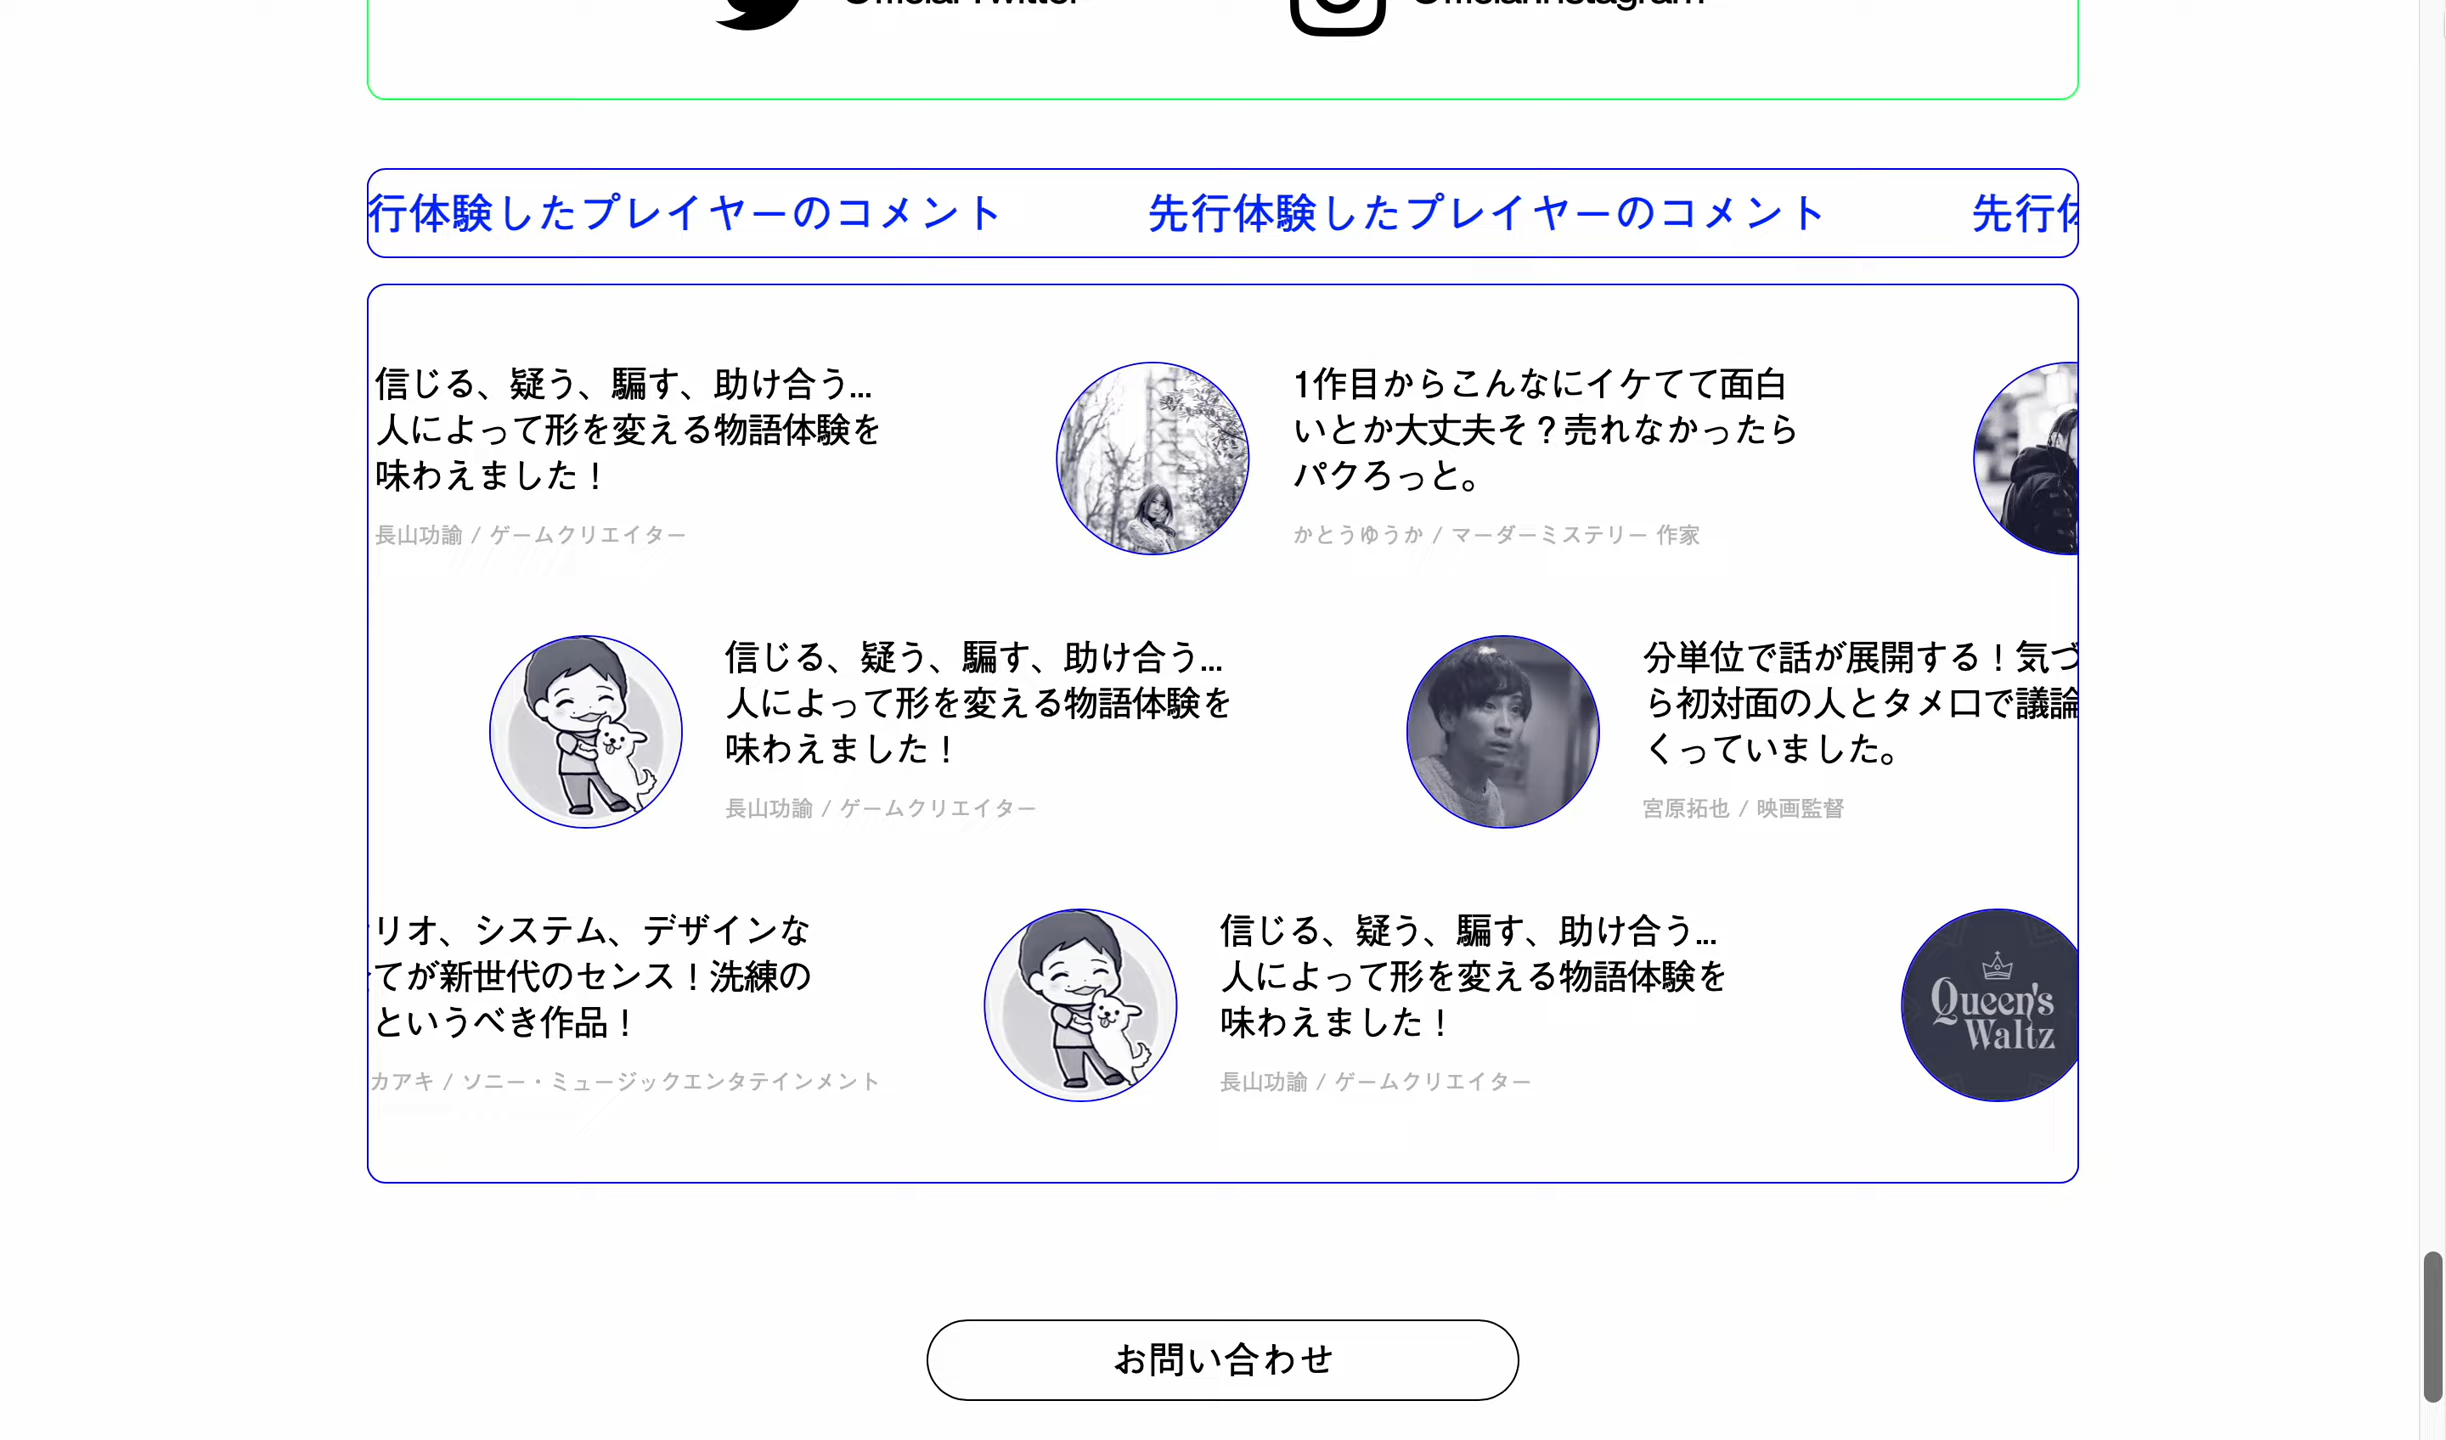 Official Twitter
Official Instagram
行体験したプレイヤーのコメント 先行体験したプレイヤーのコメント 先行体
信じる、疑う、騙す、助け合う...
人によって形を変える物語体験を
味わえました！
長山功諭 / ゲームクリエイター
1作目からこんなにイケてて面白
いとか大丈夫そ？売れなかったら
パクろっと。
かとうゆうか / マーダーミステリー 作家
信じる、疑う、騙す、助け合う...
人によって形を変える物語体験を
味わえました！
長山功諭 / ゲームクリエイター
分単位で話が展開する！気づ
ら初対面の人とタメ口で議論
くっていました。
宮原拓也 / 映画監督
リオ、システム、デザインな
てが新世代のセンス！洗練の
というべき作品！
カアキ / ソニー・ミュージックエンタテインメント
信じる、疑う、騙す、助け合う...
人によって形を変える物語体験を
味わえました！
長山功諭 / ゲームクリエイター
Queen's
Waltz
お問い合わせ